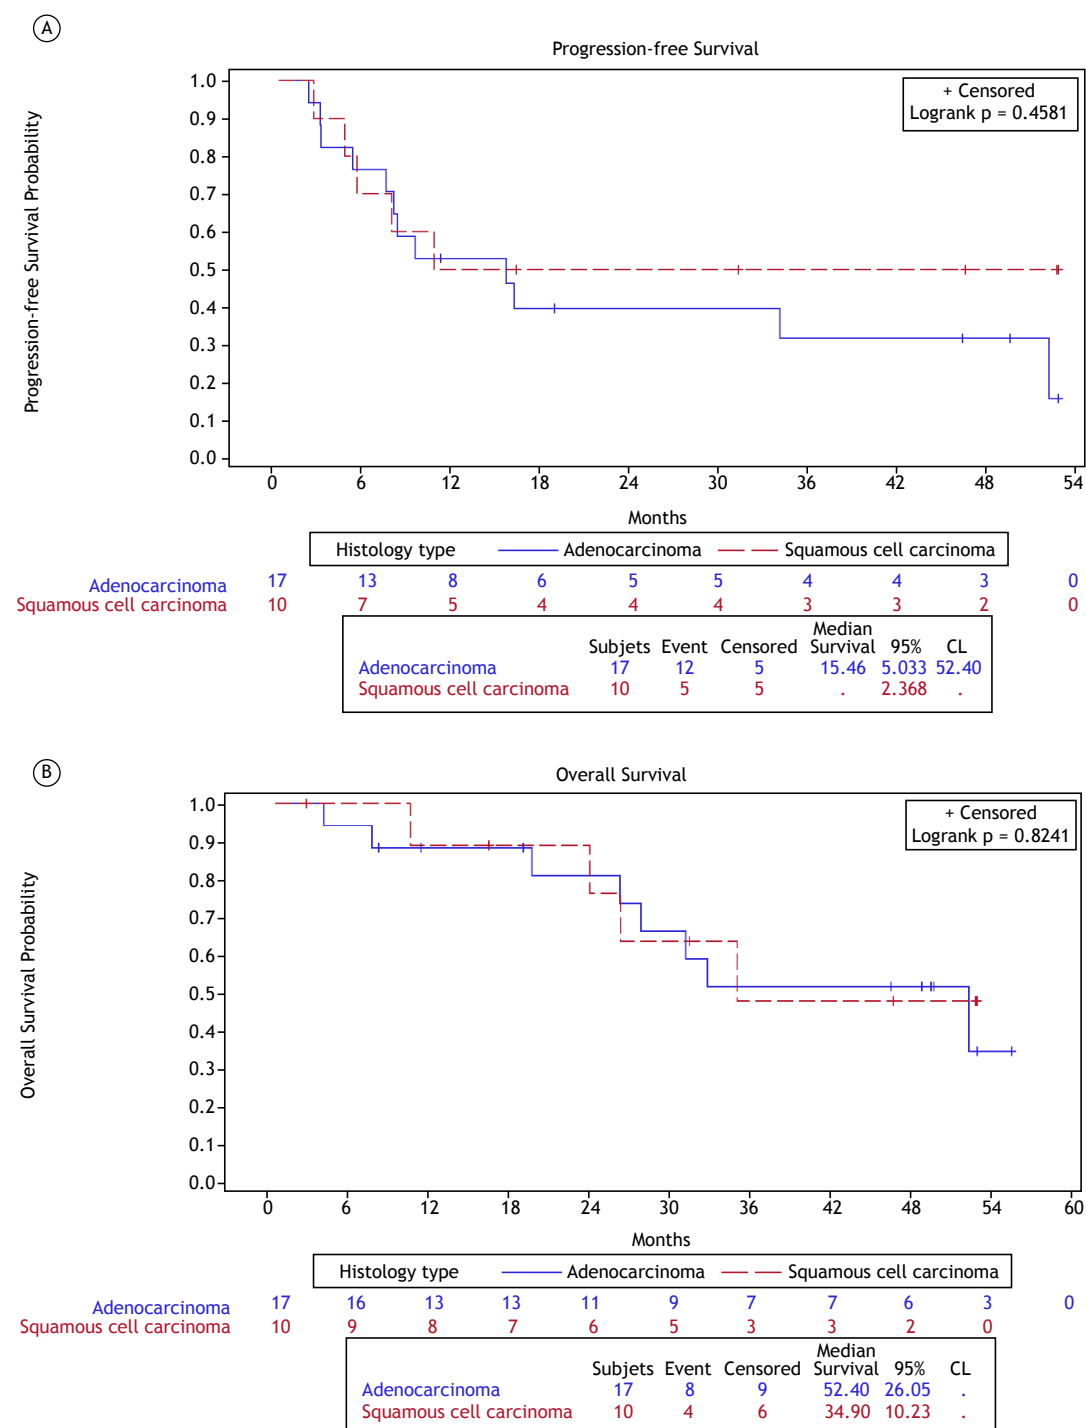 A
Progression-free Survival
+ Censored
Logrank p = 0.4581
Progression-free Survival Probability
1.0
0.9
0.8
0.7
0.6
0.5
0.4
0.3
0.2
0.1
0.0
0 6 12 18 24 30 36 42 48 54
Months
Histology type Adenocarcinoma Squamous cell carcinoma
Adenocarcinoma 17 13 8 6 5 5 4 4 3 0
Squamous cell carcinoma 10 7 5 4 4 4 3 3 2 0
Median
Subjets Event Censored Survival 95% CL
Adenocarcinoma 17 12 5 15.46 5.033 52.40
Squamous cell carcinoma 10 5 5 . 2.368 .
B
Overall Survival
+ Censored
Logrank p = 0.8241
Overall Survival Probability
1.0
0.9
0.8
0.7
0.6
0.5
0.4
0.3
0.2
0.1
0.0
0 6 12 18 24 30 36 42 48 54 60
Months
Histology type Adenocarcinoma Squamous cell carcinoma
Adenocarcinoma 17 16 13 13 11 9 7 7 6 3 0
Squamous cell carcinoma 10 9 8 7 6 5 3 3 2 0
Median
Subjets Event Censored Survival 95% CL
Adenocarcinoma 17 8 9 52.40 26.05 .
Squamous cell carcinoma 10 4 6 34.90 10.23 .